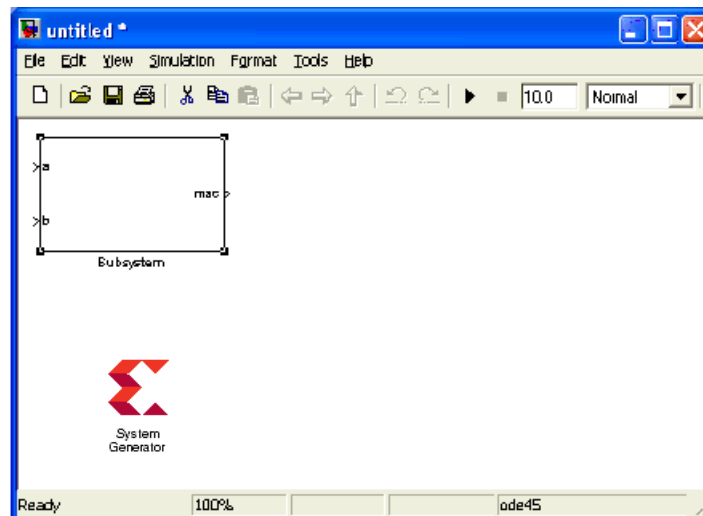 untitled *
File Edit View Simulation Format Tools Help
10.0 Normal
a
mac
b
Subsystem
System
Generator
Ready 100% ode45